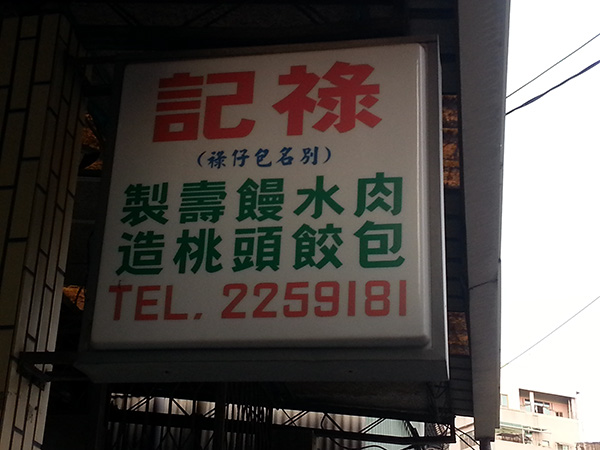 祿記
(別名包仔祿)
肉包
水餃
饅頭
壽桃
製造
TEL. 2259181